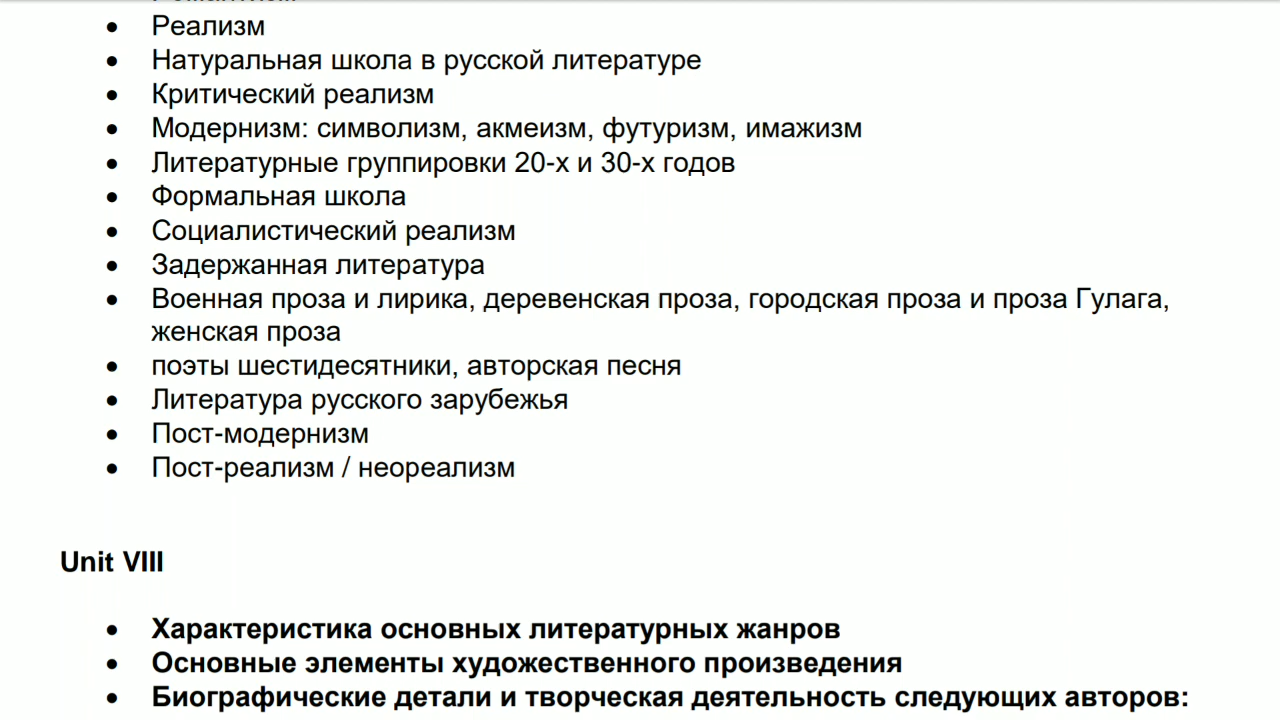 • Реализм
• Натуральная школа в русской литературе
• Критический реализм
• Модернизм: символизм, акмеизм, футуризм, имажизм
• Литературные группировки 20-х и 30-х годов
• Формальная школа
• Социалистический реализм
• Задержанная литература
• Военная проза и лирика, деревенская проза, городская проза и проза Гулага,
женская проза
• поэты шестидесятники, авторская песня
• Литература русского зарубежья
• Пост-модернизм
• Пост-реализм / неореализм
Unit VIII
• Характеристика основных литературных жанров
• Основные элементы художественного произведения
• Биографические детали и творческая деятельность следующих авторов: